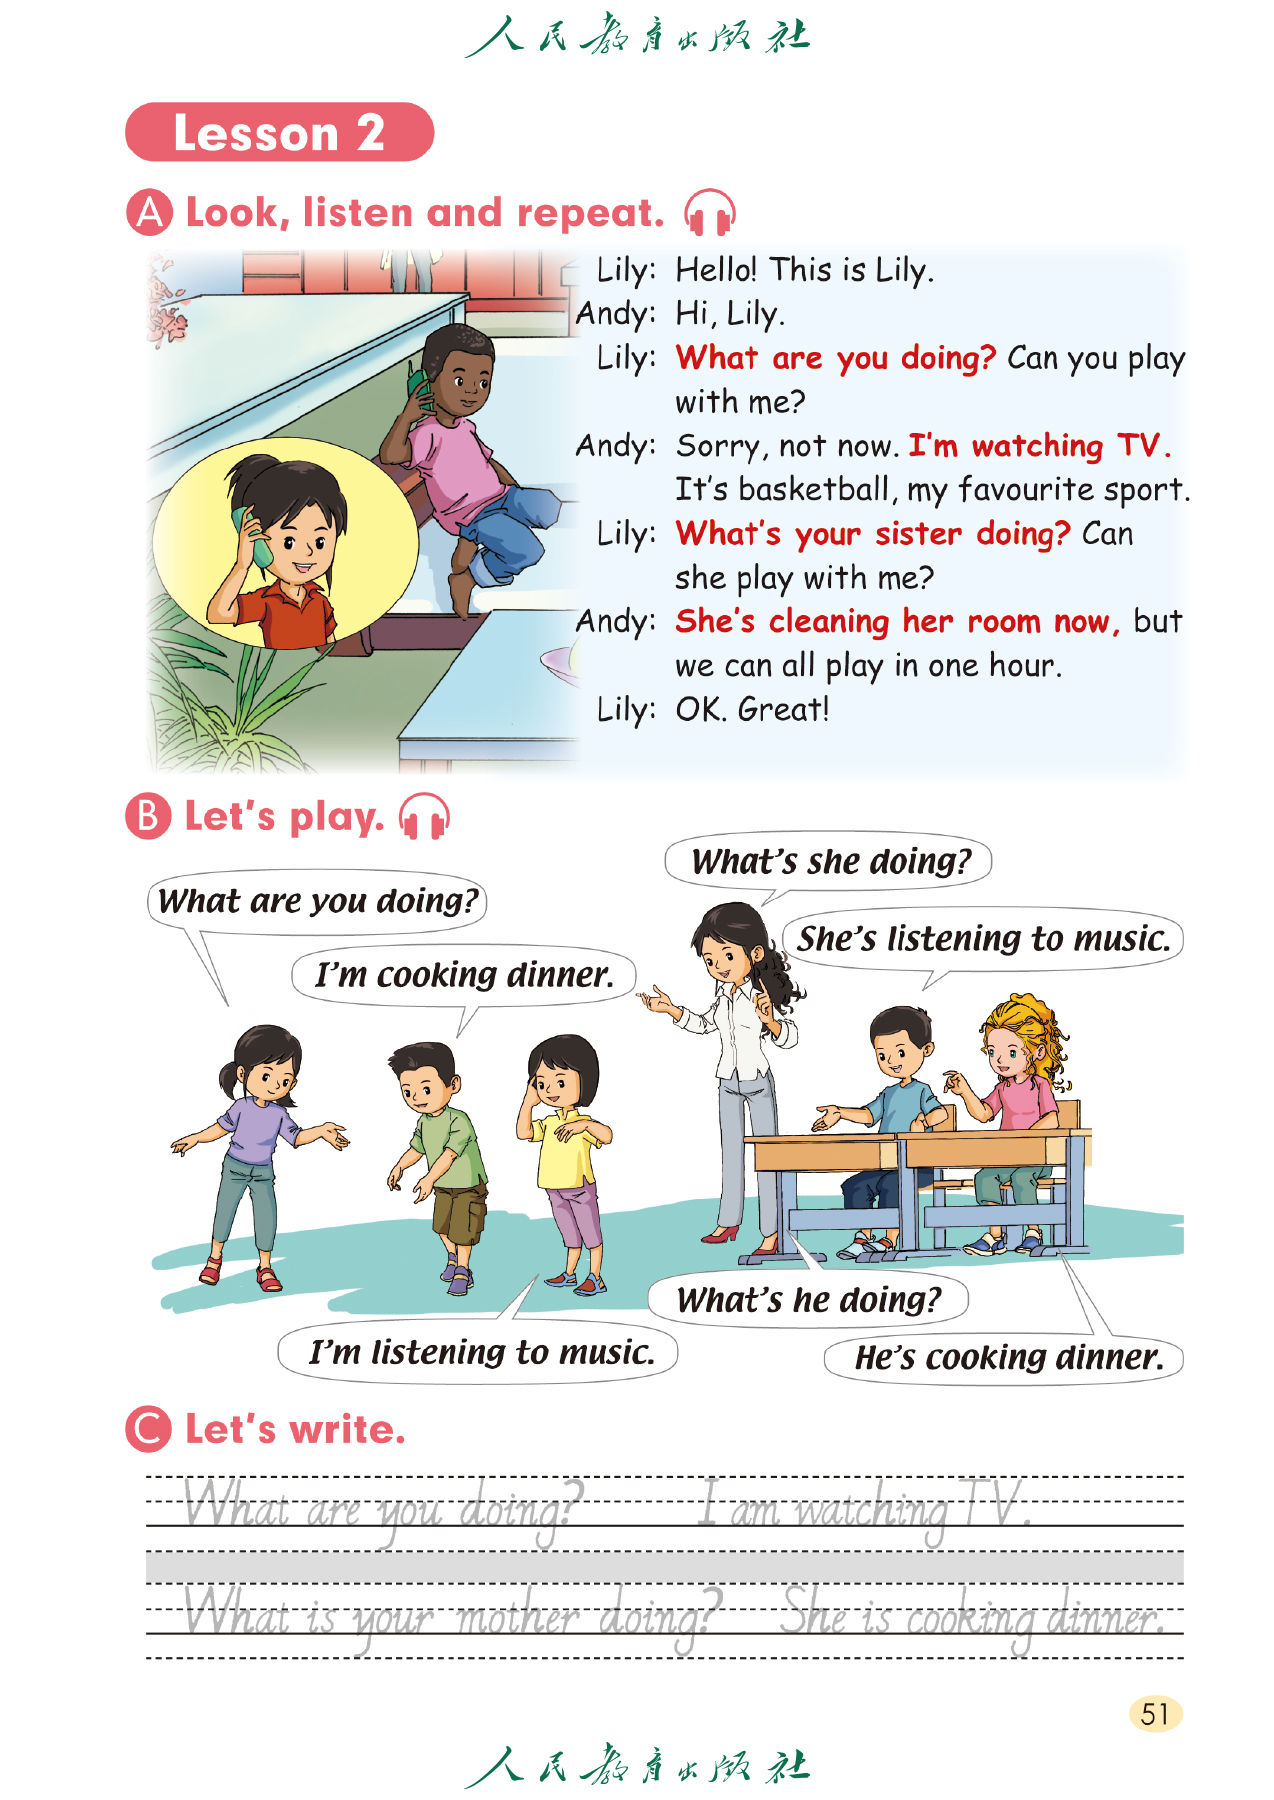 人民教育出版社
Lesson 2
A Look, listen and repeat.
Lily: Hello! This is Lily.
Andy: Hi, Lily.
Lily: What are you doing? Can you play
with me?
Andy: Sorry, not now. I'm watching TV.
It's basketball, my favourite sport.
Lily: What's your sister doing? Can
she play with me?
Andy: She's cleaning her room now, but
we can all play in one hour.
Lily: OK. Great!
B Let's play.
What are you doing?
I'm cooking dinner.
I'm listening to music.
What's she doing?
She's listening to music.
What's he doing?
He's cooking dinner.
C Let's write.
What are you doing? I am watching TV.
What is your mother doing? She is cooking dinner.
51
人民教育出版社